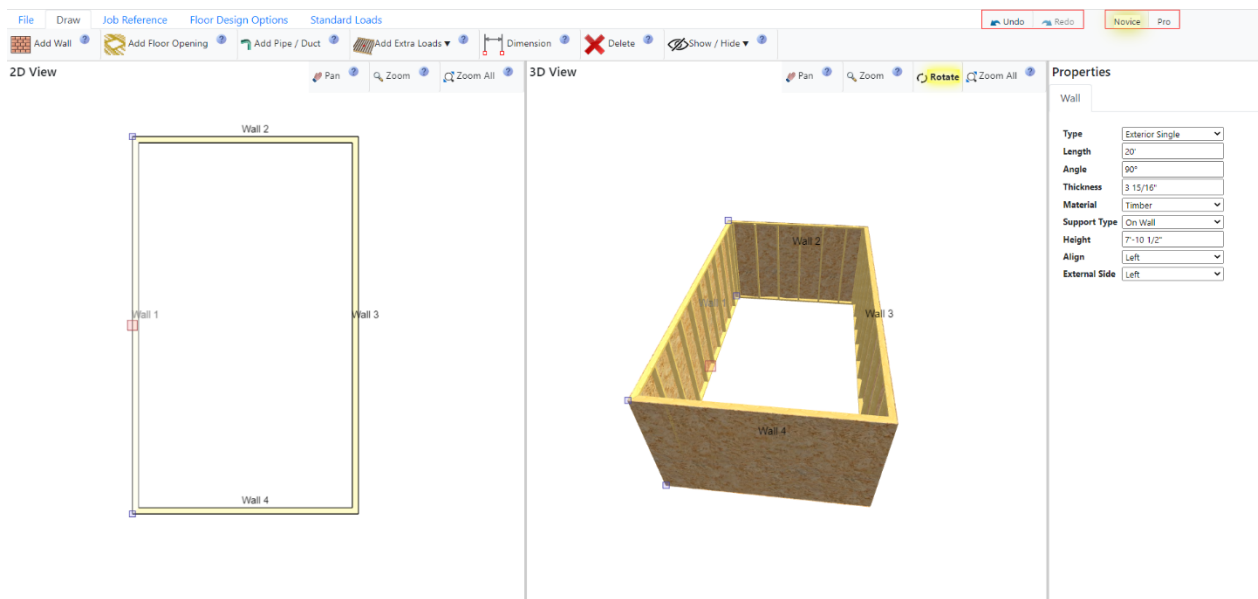 File Draw Job Reference Floor Design Options Standard Loads Undo Redo Novice Pro
Add Wall ? Add Floor Opening ? Add Pipe / Duct ? Add Extra Loads ▼ ? Dimension ? Delete ? Show / Hide ▼ ?
2D View Pan ? Zoom ? Zoom All ?
3D View Pan ? Zoom ? Rotate Zoom All ?
Properties
Wall
Type Exterior Single
Length 20'
Angle 90°
Thickness 3 15/16"
Material Timber
Support Type On Wall
Height 7'-10 1/2"
Align Left
External Side Left
Wall 2
Wall 1
Wall 3
Wall 4
Wall 2
Wall 1
Wall 3
Wall 4